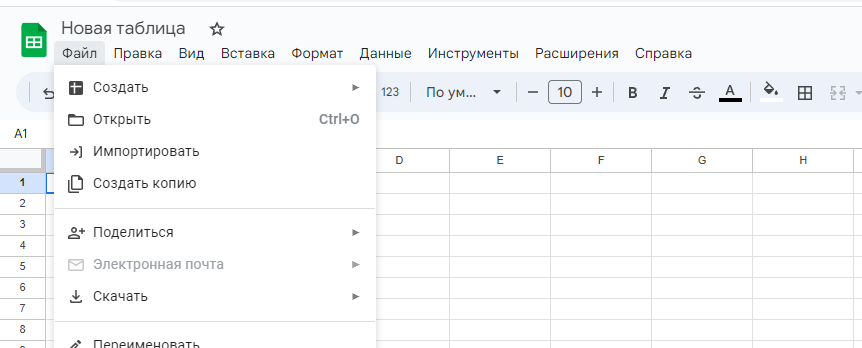 Новая таблица
Файл Правка Вид Вставка Формат Данные Инструменты Расширения Справка
123 По ум... 10 B I S A
A1
D E F G H
Создать
Открыть Ctrl+O
Импортировать
Создать копию
Поделиться
Электронная почта
Скачать
Переименовать
1
2
3
4
5
6
7
8